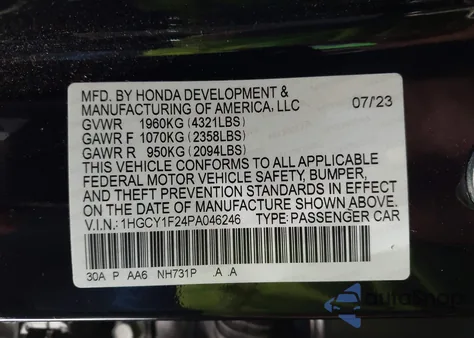 MFD. BY HONDA DEVELOPMENT &
MANUFACTURING OF AMERICA, LLC 07/'23
GVWR 1960KG (4321LBS)
GAWR F 1070KG (2358LBS)
GAWR R 950KG (2094LBS)
THIS VEHICLE CONFORMS TO ALL APPLICABLE
FEDERAL MOTOR VEHICLE SAFETY, BUMPER,
AND THEFT PREVENTION STANDARDS IN EFFECT
ON THE DATE OF MANUFACTURE SHOWN ABOVE.
V.I.N.: 1HGCY1F24PA046246 TYPE: PASSENGER CAR
30A P AA6 NH731P .A .A
autosnap